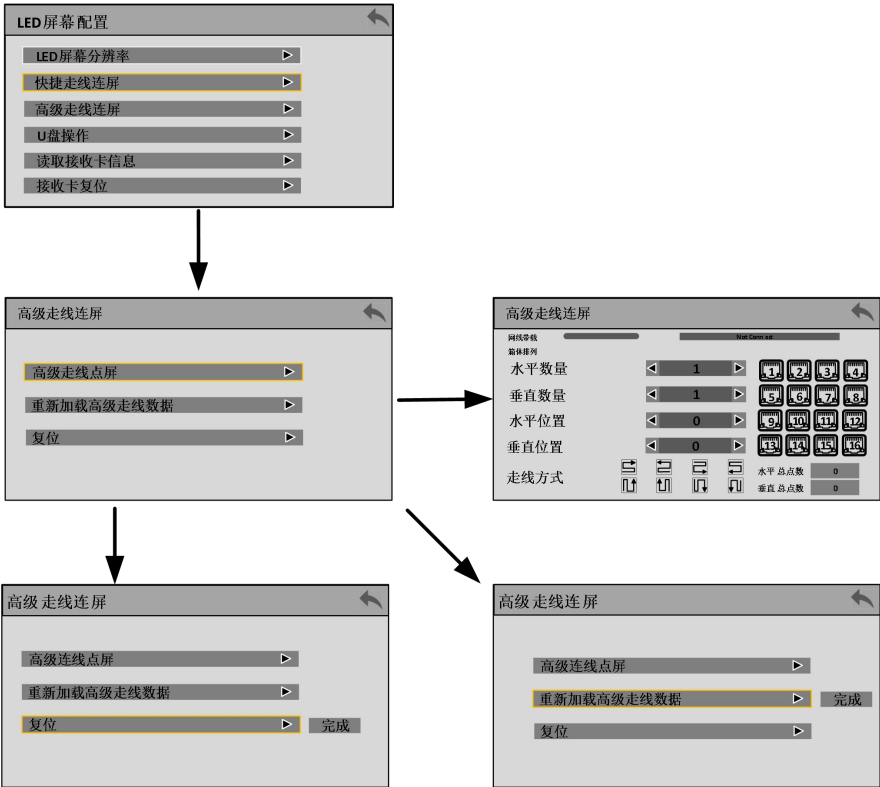 LED屏幕配置
LED屏幕分辨率
快捷走线连屏
高级走线连屏
U盘操作
读取接收卡信息
接收卡复位
高级走线连屏
高级走线点屏
重新加载高级走线数据
复位
高级走线连屏
网线带载 Not Connect
箱体排列
水平数量 1 1 2 3 4
垂直数量 1 5 6 7 8
水平位置 0 9 10 11 12
垂直位置 0 13 14 15 16
走线方式
水平总点数 0
垂直总点数 0
高级走线连屏
高级连线点屏
重新加载高级走线数据
复位 完成
高级走线连屏
高级连线点屏
重新加载高级走线数据 完成
复位